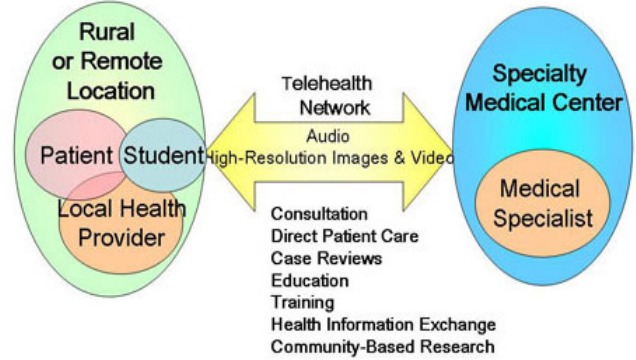 Rural
or Remote
Location
Patient
Student
Local Health
Provider
Telehealth
Network
Audio
High-Resolution Images & Video
Consultation
Direct Patient Care
Case Reviews
Education
Training
Health Information Exchange
Community-Based Research
Specialty
Medical Center
Medical
Specialist